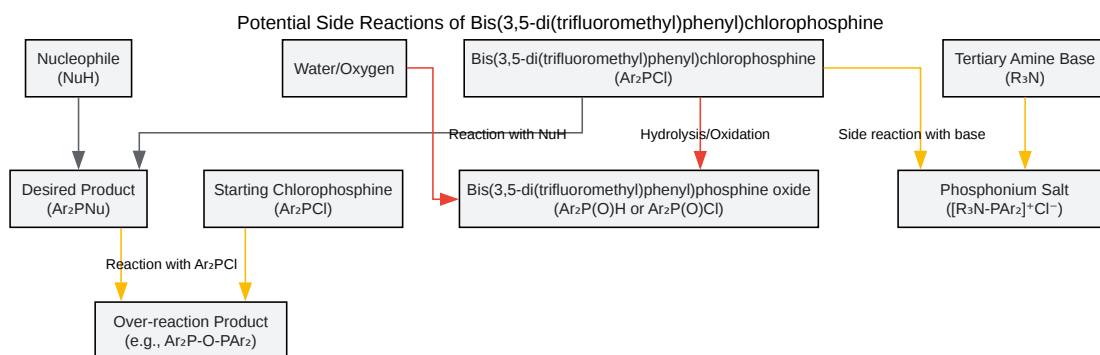 Potential Side Reactions of Bis(3,5-di(trifluoromethyl)phenyl)chlorophosphine
Nucleophile
(NuH)
Water/Oxygen
Bis(3,5-di(trifluoromethyl)phenyl)chlorophosphine
(Ar₂PCl)
Tertiary Amine Base
(R₃N)
Reaction with NuH
Hydrolysis/Oxidation
Side reaction with base
Desired Product
(Ar₂PNu)
Starting Chlorophosphine
(Ar₂PCl)
Bis(3,5-di(trifluoromethyl)phenyl)phosphine oxide
(Ar₂P(O)H or Ar₂P(O)Cl)
Phosphonium Salt
([R₃N-PAr₂]⁺Cl⁻)
Reaction with Ar₂PCl
Over-reaction Product
(e.g., Ar₂P-O-PAr₂)